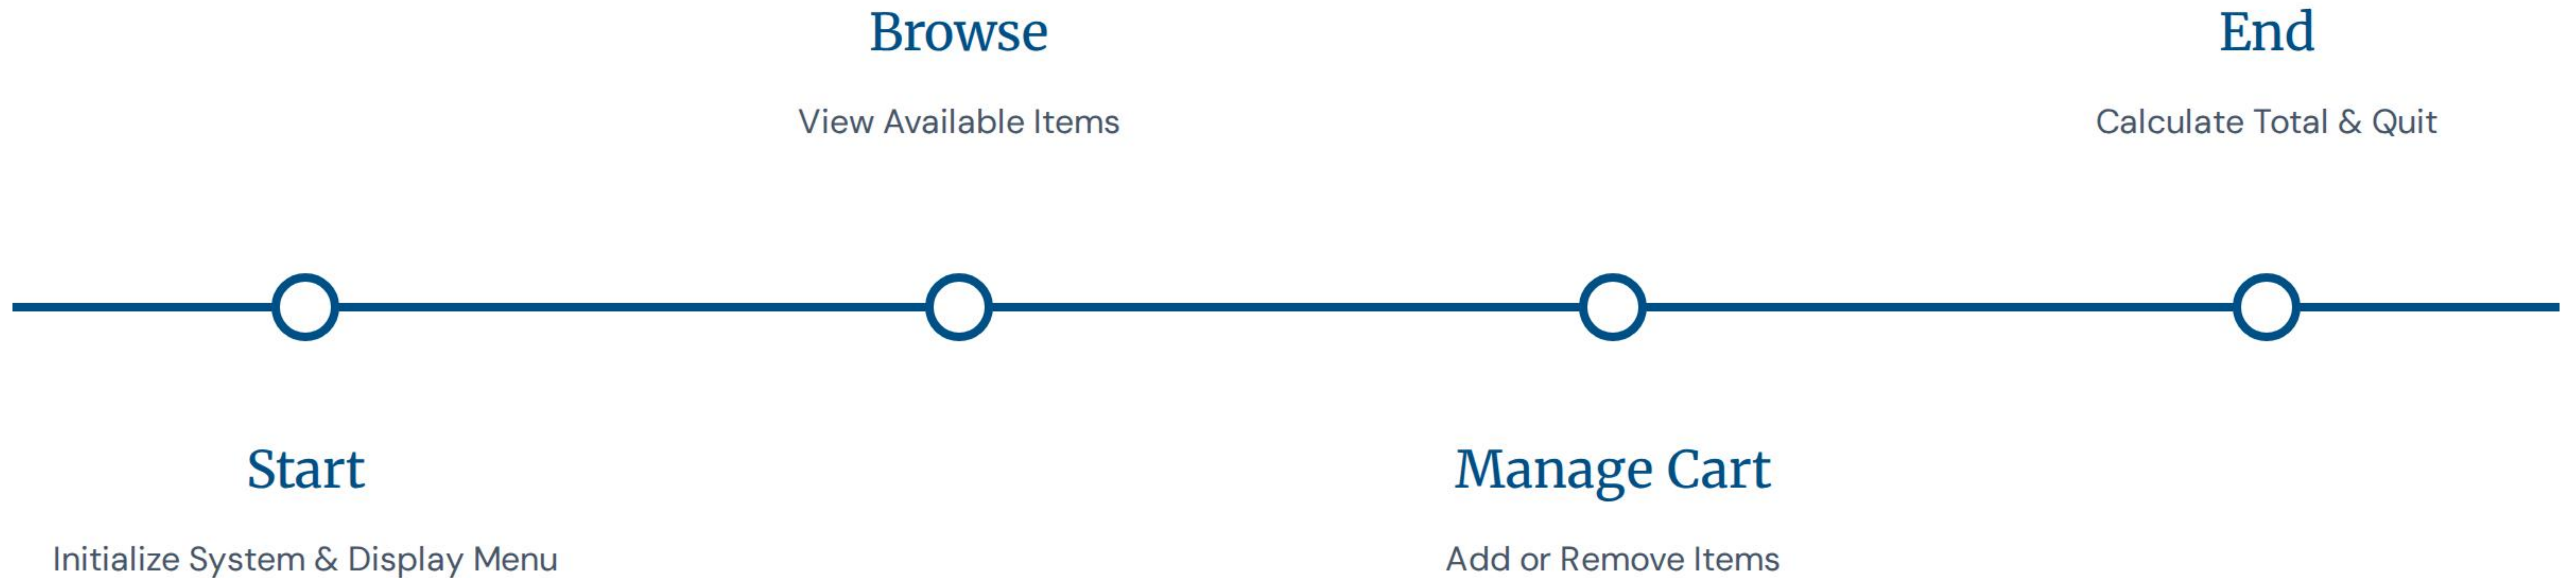 Browse
View Available Items
End
Calculate Total & Quit
Start
Initialize System & Display Menu
Manage Cart
Add or Remove Items